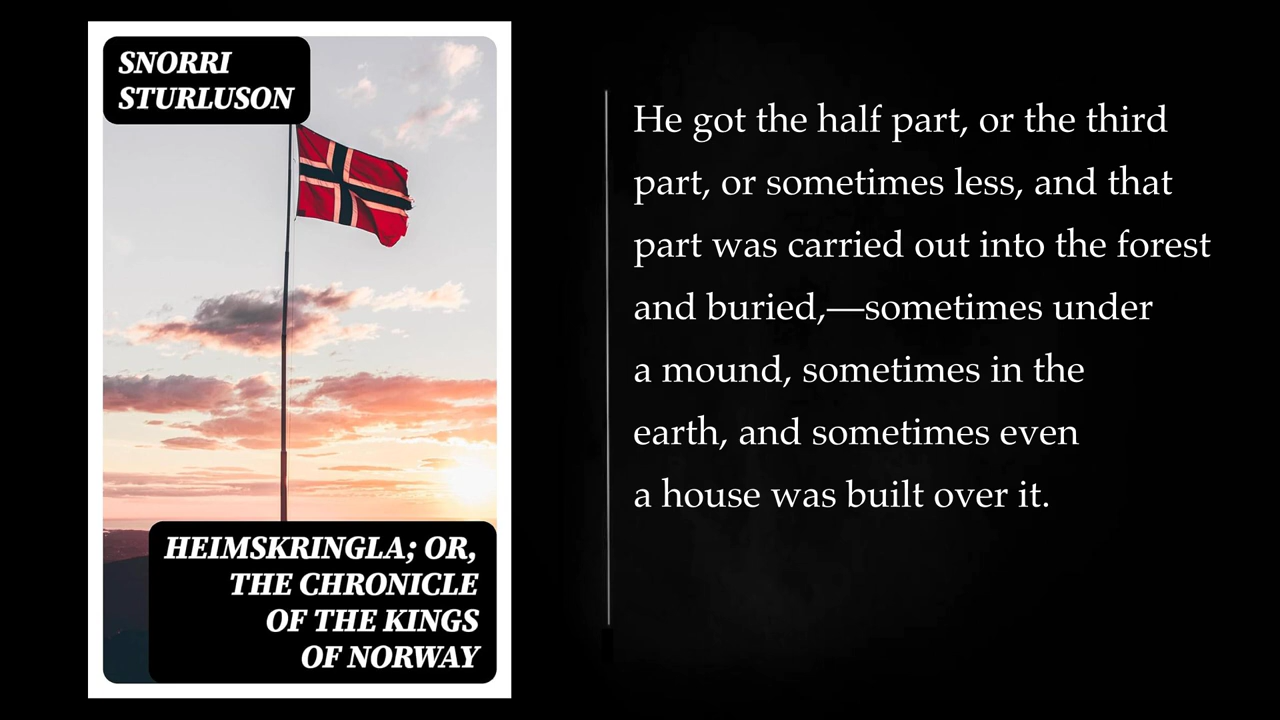 SNORRI
STURLUSON
HEIMSKRINGLA; OR,
THE CHRONICLE
OF THE KINGS
OF NORWAY
He got the half part, or the third
part, or sometimes less, and that
part was carried out into the forest
and buried,—sometimes under
a mound, sometimes in the
earth, and sometimes even
a house was built over it.